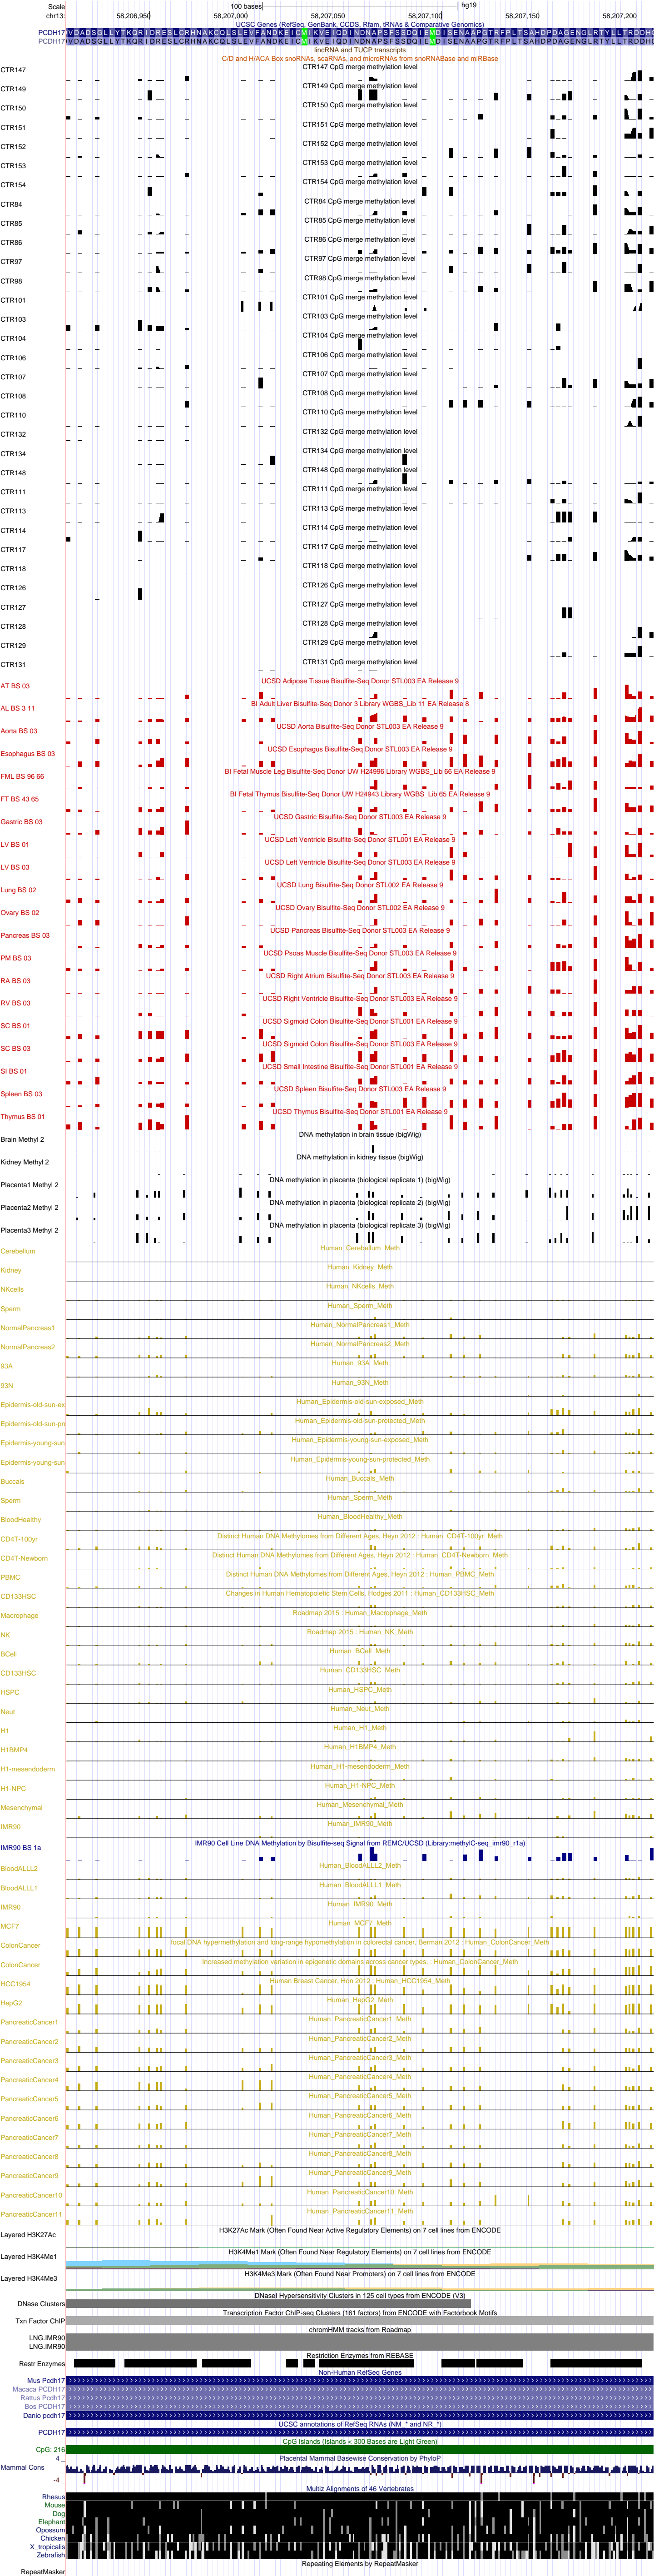 Scale 100 bases hg19
chr13: 58,206,950 58,207,000 58,207,050 58,207,100 58,207,150 58,207,200
UCSC Genes (RefSeq, GenBank, CCDS, Rfam, tRNAs & Comparative Genomics)
PCDH17
PCDH17
lincRNA and TUCP transcripts
C/D and H/ACA Box snoRNAs, scaRNAs, and microRNAs from snoRNABase and miRBase
CTR147 CpG merge methylation level
CTR147
CTR149 CpG merge methylation level
CTR149
CTR150 CpG merge methylation level
CTR150
CTR151 CpG merge methylation level
CTR151
CTR152 CpG merge methylation level
CTR152
CTR153 CpG merge methylation level
CTR153
CTR154 CpG merge methylation level
CTR154
CTR84 CpG merge methylation level
CTR84
CTR85 CpG merge methylation level
CTR85
CTR86 CpG merge methylation level
CTR86
CTR97 CpG merge methylation level
CTR97
CTR98 CpG merge methylation level
CTR98
CTR101 CpG merge methylation level
CTR101
CTR103 CpG merge methylation level
CTR103
CTR104 CpG merge methylation level
CTR104
CTR106 CpG merge methylation level
CTR106
CTR107 CpG merge methylation level
CTR107
CTR108 CpG merge methylation level
CTR108
CTR110 CpG merge methylation level
CTR110
CTR132 CpG merge methylation level
CTR132
CTR134 CpG merge methylation level
CTR134
CTR148 CpG merge methylation level
CTR148
CTR111 CpG merge methylation level
CTR111
CTR113 CpG merge methylation level
CTR113
CTR114 CpG merge methylation level
CTR114
CTR117 CpG merge methylation level
CTR117
CTR118 CpG merge methylation level
CTR118
CTR126 CpG merge methylation level
CTR126
CTR127 CpG merge methylation level
CTR127
CTR128 CpG merge methylation level
CTR128
CTR129 CpG merge methylation level
CTR129
CTR131 CpG merge methylation level
CTR131
UCSD Adipose Tissue Bisulfite-Seq Donor STL003 EA Release 9
AT BS 03
BI Adult Liver Bisulfite-Seq Donor 3 Library WGBS_Lib 11 EA Release 8
AL BS 3 11
UCSD Aorta Bisulfite-Seq Donor STL003 EA Release 9
Aorta BS 03
UCSD Esophagus Bisulfite-Seq Donor STL003 EA Release 9
Esophagus BS 03
BI Fetal Muscle Leg Bisulfite-Seq Donor UW H24996 Library WGBS_Lib 66 EA Release 9
FML BS 96 66
BI Fetal Thymus Bisulfite-Seq Donor UW H24943 Library WGBS_Lib 65 EA Release 9
FT BS 43 65
UCSD Gastric Bisulfite-Seq Donor STL003 EA Release 9
Gastric BS 03
UCSD Left Ventricle Bisulfite-Seq Donor STL001 EA Release 9
LV BS 01
UCSD Left Ventricle Bisulfite-Seq Donor STL003 EA Release 9
LV BS 03
UCSD Lung Bisulfite-Seq Donor STL002 EA Release 9
Lung BS 02
UCSD Ovary Bisulfite-Seq Donor STL002 EA Release 9
Ovary BS 02
UCSD Pancreas Bisulfite-Seq Donor STL003 EA Release 9
Pancreas BS 03
UCSD Psoas Muscle Bisulfite-Seq Donor STL003 EA Release 9
PM BS 03
UCSD Right Atrium Bisulfite-Seq Donor STL003 EA Release 9
RA BS 03
UCSD Right Ventricle Bisulfite-Seq Donor STL003 EA Release 9
RV BS 03
UCSD Sigmoid Colon Bisulfite-Seq Donor STL001 EA Release 9
SC BS 01
UCSD Sigmoid Colon Bisulfite-Seq Donor STL003 EA Release 9
SC BS 03
UCSD Small Intestine Bisulfite-Seq Donor STL001 EA Release 9
SI BS 01
UCSD Spleen Bisulfite-Seq Donor STL003 EA Release 9
Spleen BS 03
UCSD Thymus Bisulfite-Seq Donor STL001 EA Release 9
Thymus BS 01
DNA methylation in brain tissue (bigWig)
Brain Methyl 2
DNA methylation in kidney tissue (bigWig)
Kidney Methyl 2
DNA methylation in placenta (biological replicate 1) (bigWig)
Placenta1 Methyl 2
DNA methylation in placenta (biological replicate 2) (bigWig)
Placenta2 Methyl 2
DNA methylation in placenta (biological replicate 3) (bigWig)
Placenta3 Methyl 2
Human_Cerebellum_Meth
Cerebellum
Human_Kidney_Meth
Kidney
Human_NKcells_Meth
NKcells
Human_Sperm_Meth
Sperm
Human_NormalPancreas1_Meth
NormalPancreas1
Human_NormalPancreas2_Meth
NormalPancreas2
Human_93A_Meth
93A
Human_93N_Meth
93N
Human_Epidermis-old-sun-exposed_Meth
Epidermis-old-sun-ex
Human_Epidermis-old-sun-protected_Meth
Epidermis-old-sun-pr
Human_Epidermis-young-sun-exposed_Meth
Epidermis-young-sun
Human_Epidermis-young-sun-protected_Meth
Epidermis-young-sun
Human_Buccals_Meth
Buccals
Human_Sperm_Meth
Sperm
Human_BloodHealthy_Meth
BloodHealthy
Distinct Human DNA Methylomes from Different Ages, Heyn 2012 : Human_CD4T-100yr_Meth
CD4T-100yr
Distinct Human DNA Methylomes from Different Ages, Heyn 2012 : Human_CD4T-Newborn_Meth
CD4T-Newborn
Distinct Human DNA Methylomes from Different Ages, Heyn 2012 : Human_PBMC_Meth
PBMC
Changes in Human Hematopoietic Stem Cells, Hodges 2011 : Human_CD133HSC_Meth
CD133HSC
Roadmap 2015 : Human_Macrophage_Meth
Macrophage
Roadmap 2015 : Human_NK_Meth
NK
Human_BCell_Meth
BCell
Human_CD133HSC_Meth
CD133HSC
Human_HSPC_Meth
HSPC
Human_Neut_Meth
Neut
Human_H1_Meth
H1
Human_H1BMP4_Meth
H1BMP4
Human_H1-mesendoderm_Meth
H1-mesendoderm
Human_H1-NPC_Meth
H1-NPC
Human_Mesenchymal_Meth
Mesenchymal
Human_IMR90_Meth
IMR90
IMR90 Cell Line DNA Methylation by Bisulfite-seq Signal from REMC/UCSD (Library:methylC-seq_imr90_r1a)
IMR90 BS 1a
Human_BloodALLL2_Meth
BloodALLL2
Human_BloodALLL1_Meth
BloodALLL1
Human_IMR90_Meth
IMR90
Human_MCF7_Meth
MCF7
focal DNA hypermethylation and long-range hypomethylation in colorectal cancer, Berman 2012 : Human_ColonCancer_Meth
ColonCancer
Increased methylation variation in epigenetic domains across cancer types. : Human_ColonCancer_Meth
ColonCancer
Human Breast Cancer, Hon 2012 : Human_HCC1954_Meth
HCC1954
Human_HepG2_Meth
HepG2
Human_PancreaticCancer1_Meth
PancreaticCancer1
Human_PancreaticCancer2_Meth
PancreaticCancer2
Human_PancreaticCancer3_Meth
PancreaticCancer3
Human_PancreaticCancer4_Meth
PancreaticCancer4
Human_PancreaticCancer5_Meth
PancreaticCancer5
Human_PancreaticCancer6_Meth
PancreaticCancer6
Human_PancreaticCancer7_Meth
PancreaticCancer7
Human_PancreaticCancer8_Meth
PancreaticCancer8
Human_PancreaticCancer9_Meth
PancreaticCancer9
Human_PancreaticCancer10_Meth
PancreaticCancer10
Human_PancreaticCancer11_Meth
PancreaticCancer11
H3K27Ac Mark (Often Found Near Active Regulatory Elements) on 7 cell lines from ENCODE
Layered H3K27Ac
H3K4Me1 Mark (Often Found Near Regulatory Elements) on 7 cell lines from ENCODE
Layered H3K4Me1
H3K4Me3 Mark (Often Found Near Promoters) on 7 cell lines from ENCODE
Layered H3K4Me3
DNaseI Hypersensitivity Clusters in 125 cell types from ENCODE (V3)
DNase Clusters
Transcription Factor ChIP-seq Clusters (161 factors) from ENCODE with Factorbook Motifs
Txn Factor ChIP
chromHMM tracks from Roadmap
LNG.IMR90
LNG.IMR90
Restriction Enzymes from REBASE
Restr Enzymes
Non-Human RefSeq Genes
Mus Pcdh17
Macaca PCDH17
Rattus Pcdh17
Bos PCDH17
Danio pcdh17
UCSC annotations of RefSeq RNAs (NM_* and NR_*)
PCDH17
CpG Islands (Islands < 300 Bases are Light Green)
CpG: 216
Placental Mammal Basewise Conservation by PhyloP
4 _
Mammal Cons
-4 _
Multiz Alignments of 46 Vertebrates
Rhesus
Mouse
Dog
Elephant
Opossum
Chicken
X_tropicalis
Zebrafish
Repeating Elements by RepeatMasker
RepeatMasker